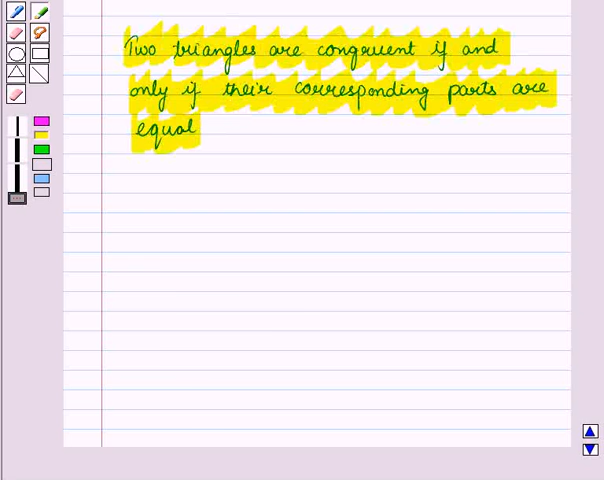 Two triangles are congruent if and
only if their corresponding parts are
equal